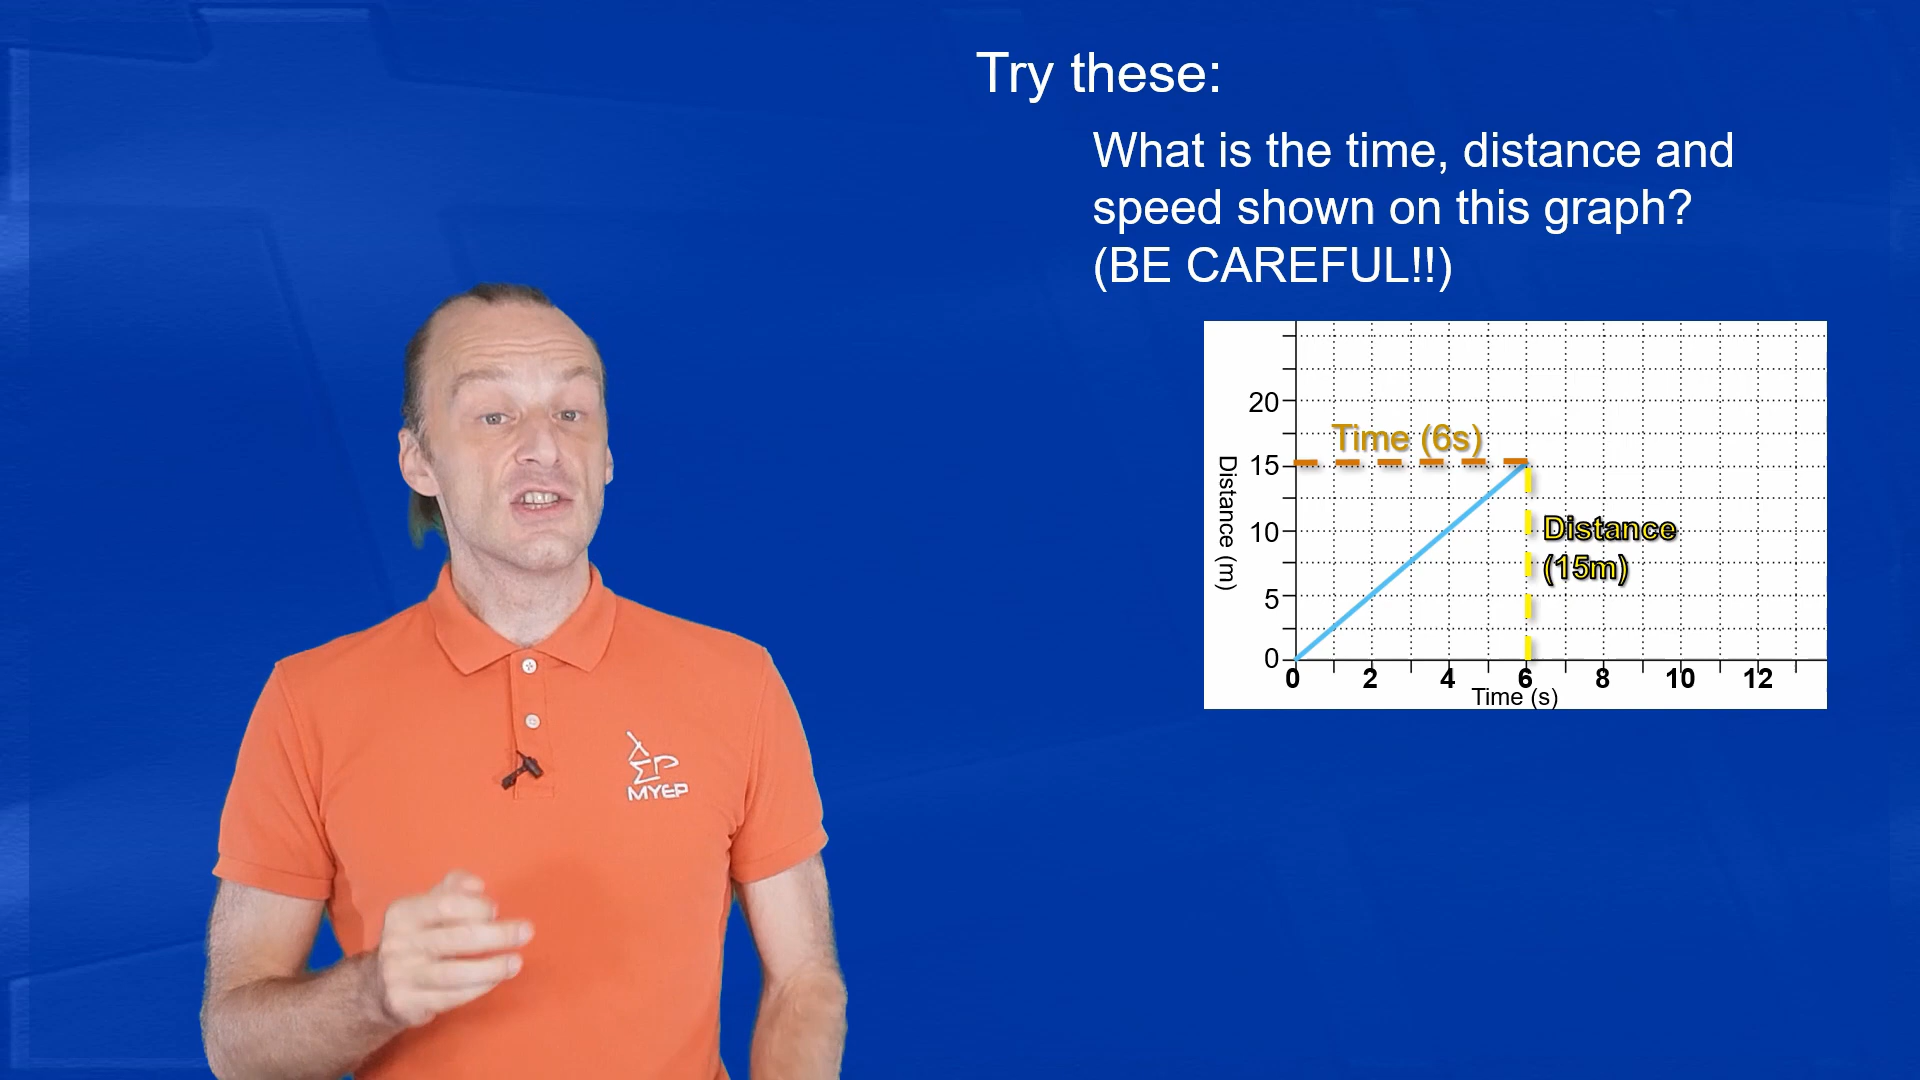 Try these:
What is the time, distance and
speed shown on this graph?
(BE CAREFUL!!)
20
Time (6s)
15
Distance (m)
10
Distance
(15m)
5
0
0 2 4 6 8 10 12
Time (s)
MYEP